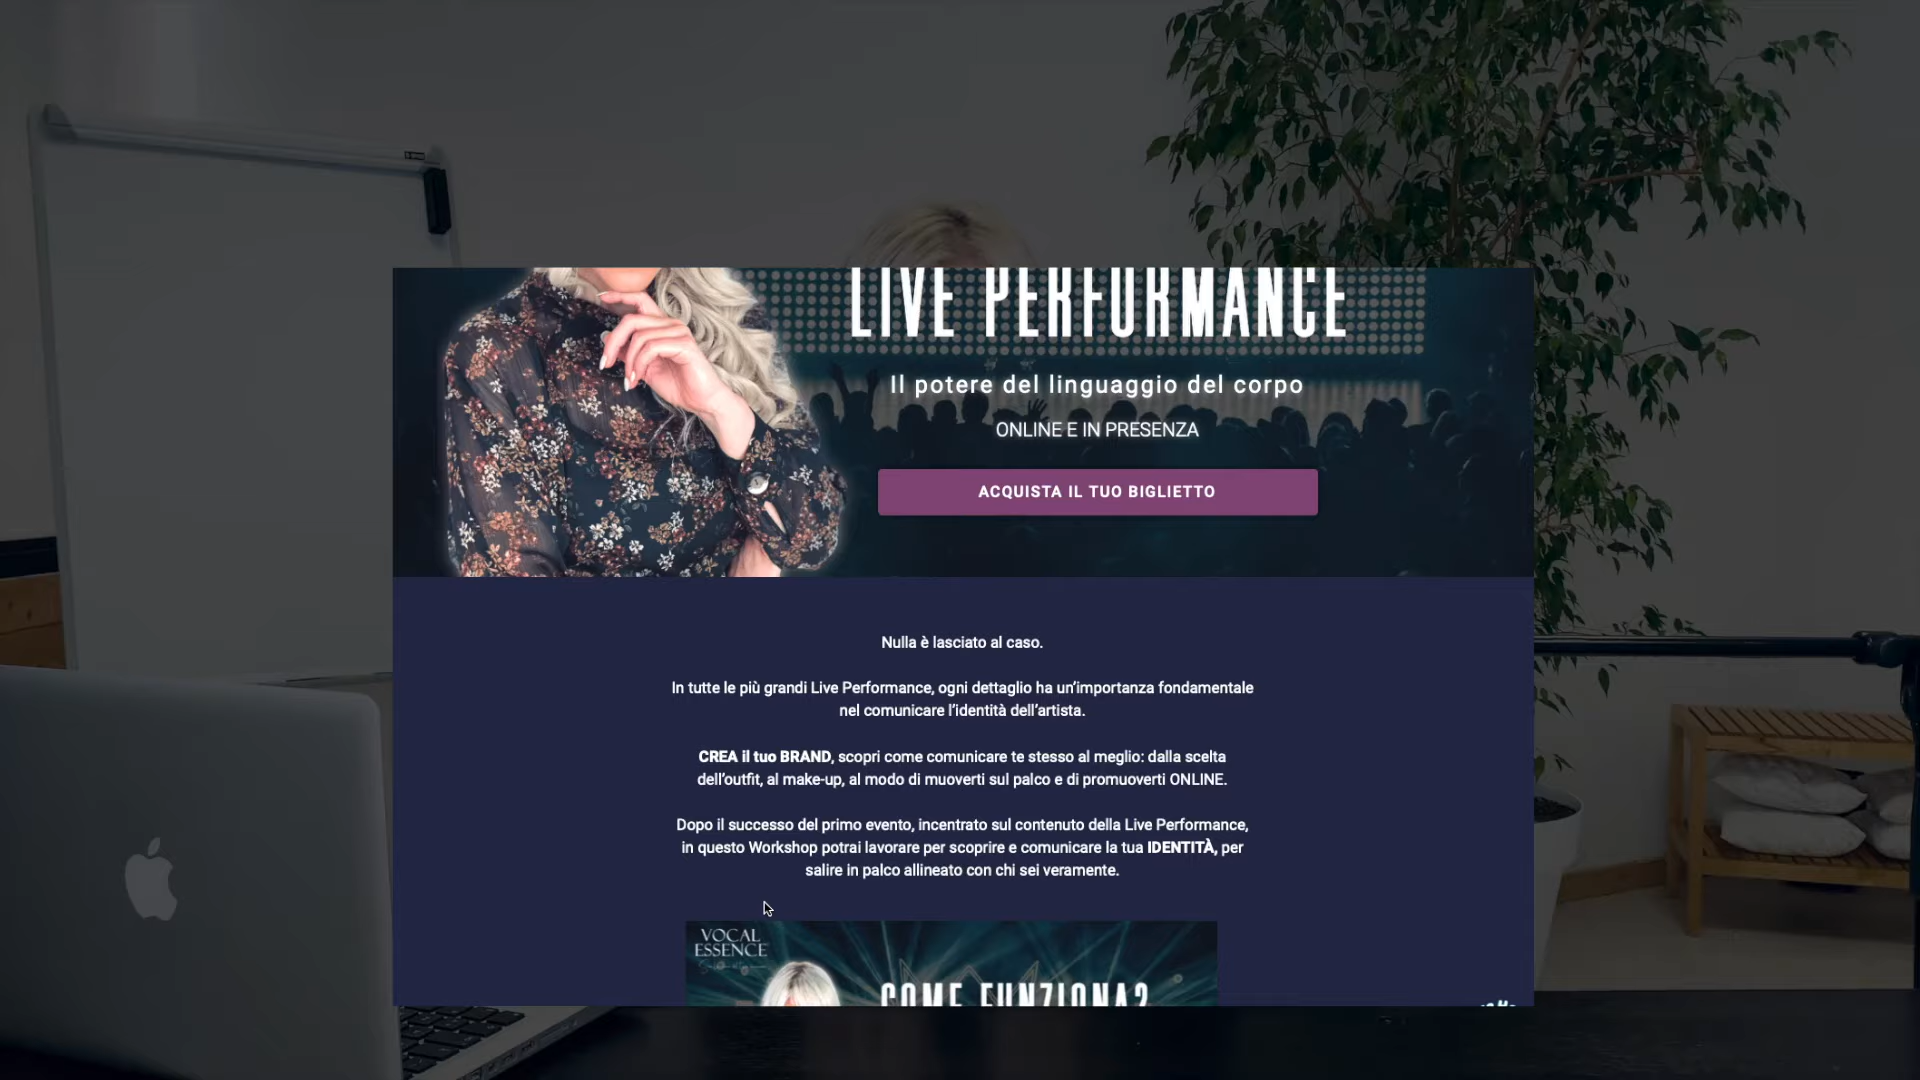 LIVE PERFORMANCE
Il potere del linguaggio del corpo
ONLINE E IN PRESENZA
ACQUISTA IL TUO BIGLIETTO
Nulla è lasciato al caso.
In tutte le più grandi Live Performance, ogni dettaglio ha un'importanza fondamentale
nel comunicare l'identità dell'artista.
CREA il tuo BRAND, scopri come comunicare te stesso al meglio: dalla scelta
dell'outfit, al make-up, al modo di muoverti sul palco e di promuoverti ONLINE.
Dopo il successo del primo evento, incentrato sul contenuto della Live Performance,
in questo Workshop potrai lavorare per scoprire e comunicare la tua IDENTITÀ, per
salire in palco allineato con chi sei veramente.
VOCAL
ESSENCE
COME FUNZIONA?